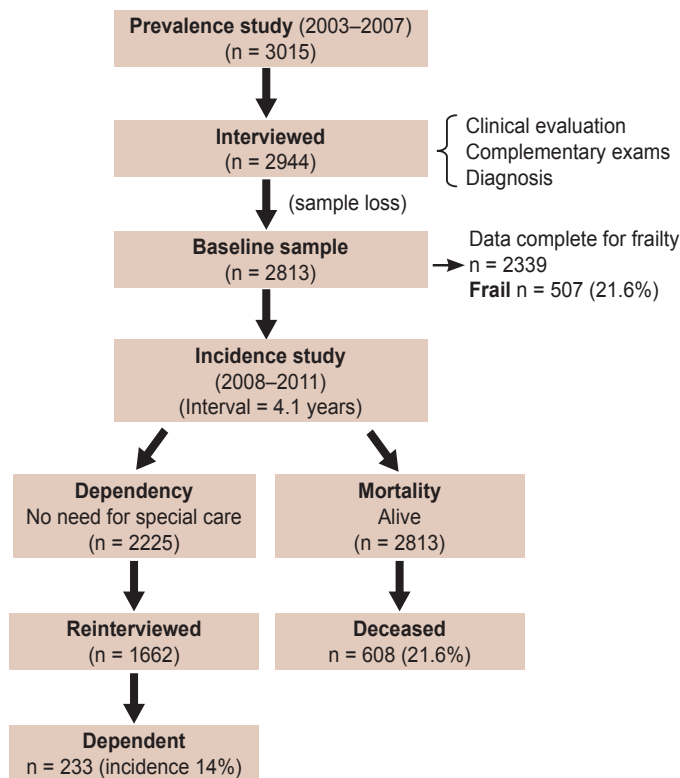 Prevalence study (2003–2007)
(n = 3015)
Interviewed
(n = 2944)
Clinical evaluation
Complementary exams
Diagnosis
(sample loss)
Baseline sample
(n = 2813)
Data complete for frailty
n = 2339
Frail n = 507 (21.6%)
Incidence study
(2008–2011)
(Interval = 4.1 years)
Dependency
No need for special care
(n = 2225)
Mortality
Alive
(n = 2813)
Reinterviewed
(n = 1662)
Deceased
n = 608 (21.6%)
Dependent
n = 233 (incidence 14%)